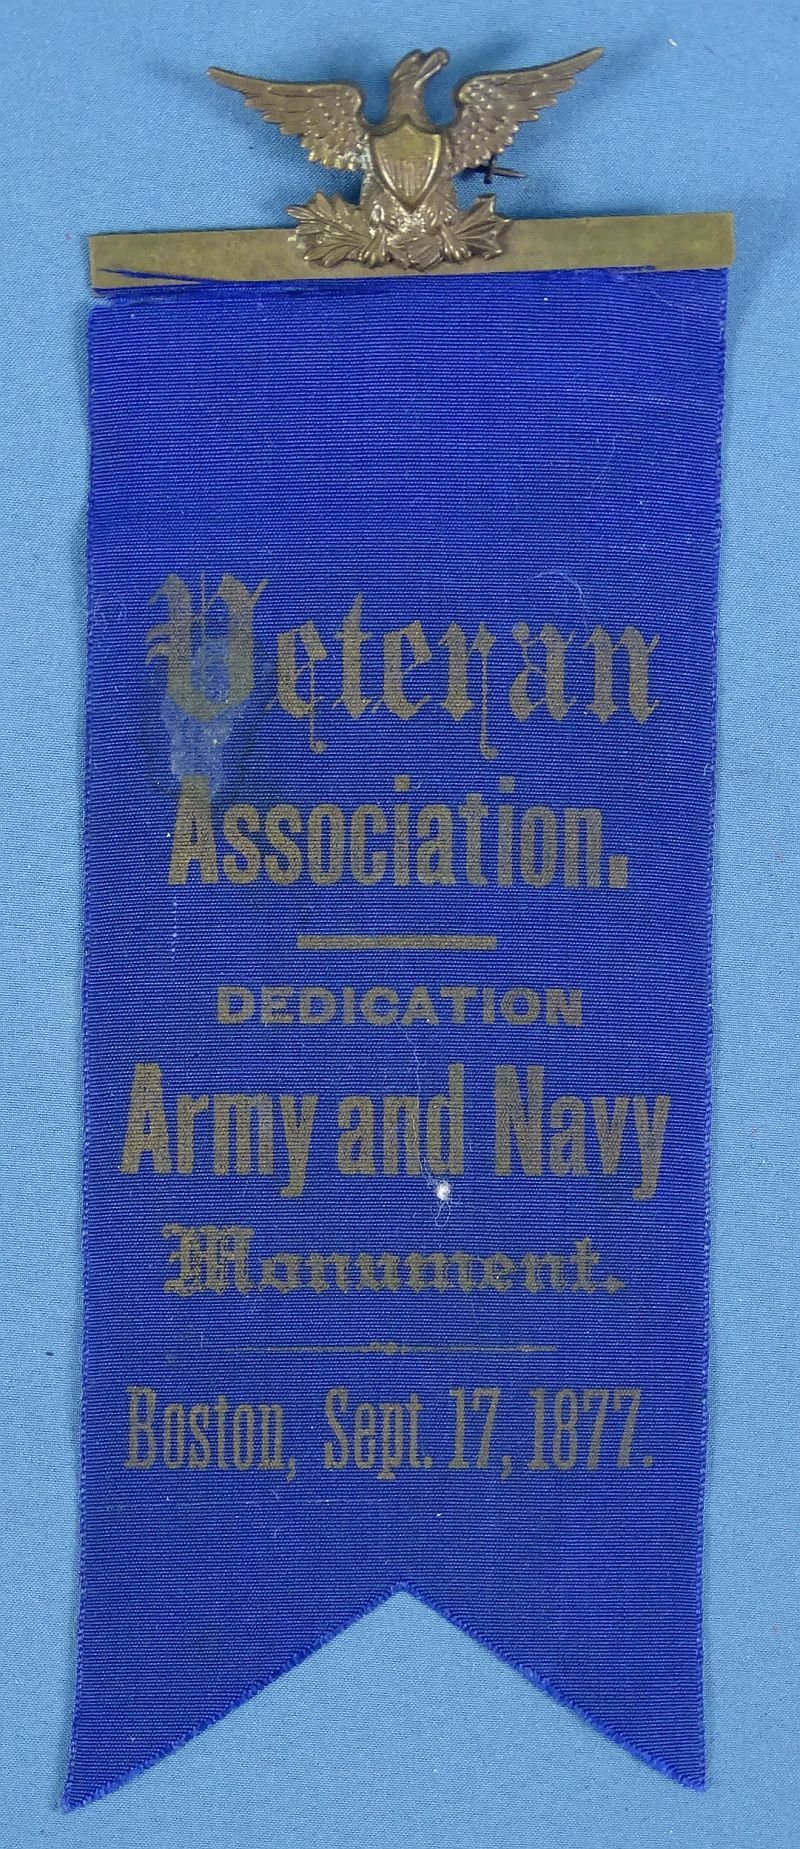 Veteran
Association.
DEDICATION
Army and Navy
Monument.
Boston, Sept. 17, 1877.